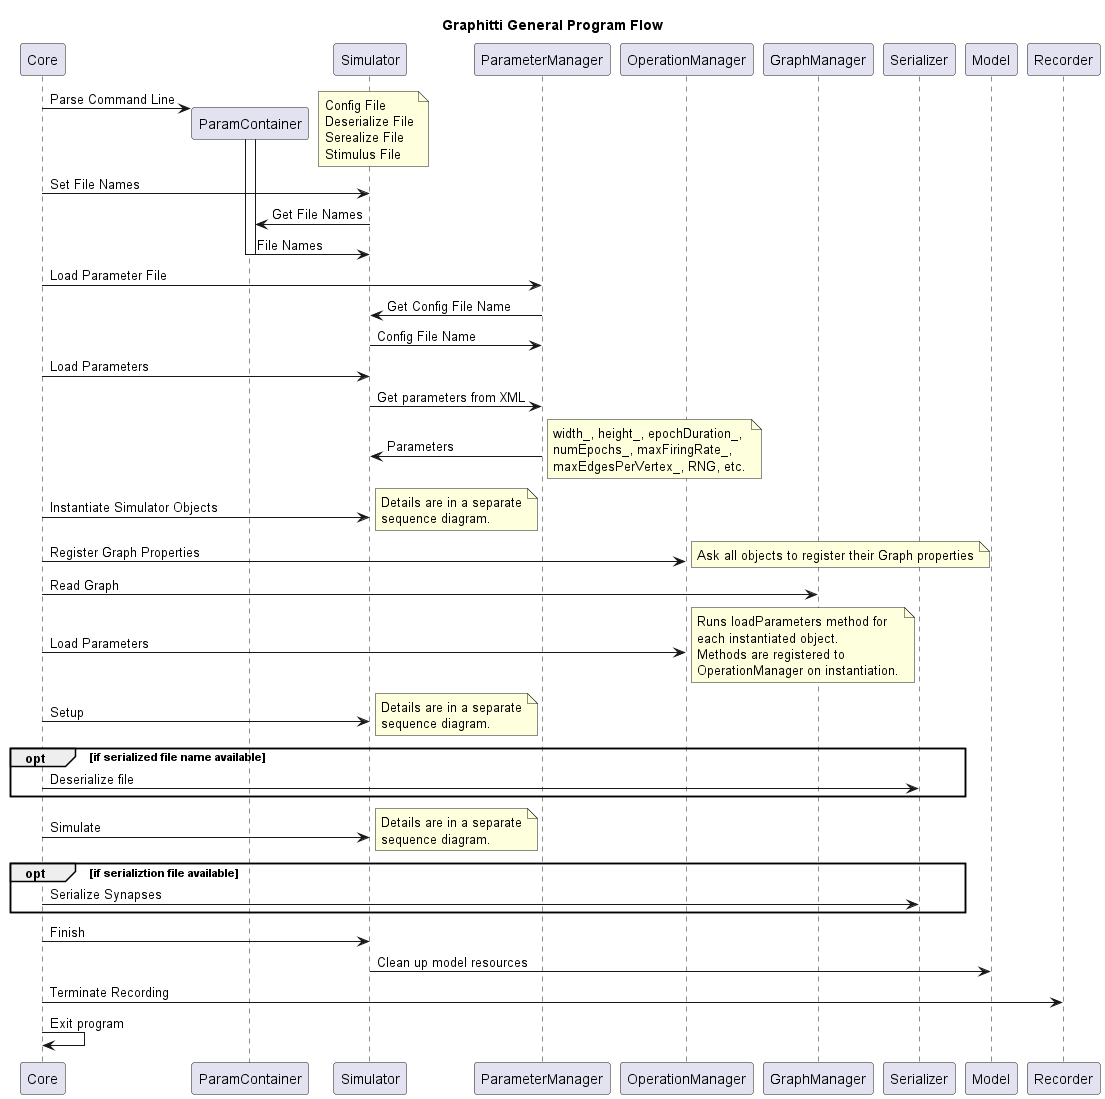 Graphitti General Program Flow
Core
Simulator
ParameterManager
OperationManager
GraphManager
Serializer
Model
Recorder
Parse Command Line
ParamContainer
Config File
Deserialize File
Serealize File
Stimulus File
Set File Names
Get File Names
File Names
Load Parameter File
Get Config File Name
Config File Name
Load Parameters
Get parameters from XML
Parameters
width_, height_, epochDuration_,
numEpochs_, maxFiringRate_,
maxEdgesPerVertex_, RNG, etc.
Instantiate Simulator Objects
Details are in a separate
sequence diagram.
Register Graph Properties
Ask all objects to register their Graph properties
Read Graph
Load Parameters
Runs loadParameters method for
each instantiated object.
Methods are registered to
OperationManager on instantiation.
Setup
Details are in a separate
sequence diagram.
opt
[if serialized file name available]
Deserialize file
Simulate
Details are in a separate
sequence diagram.
opt
[if serializtion file available]
Serialize Synapses
Finish
Clean up model resources
Terminate Recording
Exit program
Core
ParamContainer
Simulator
ParameterManager
OperationManager
GraphManager
Serializer
Model
Recorder